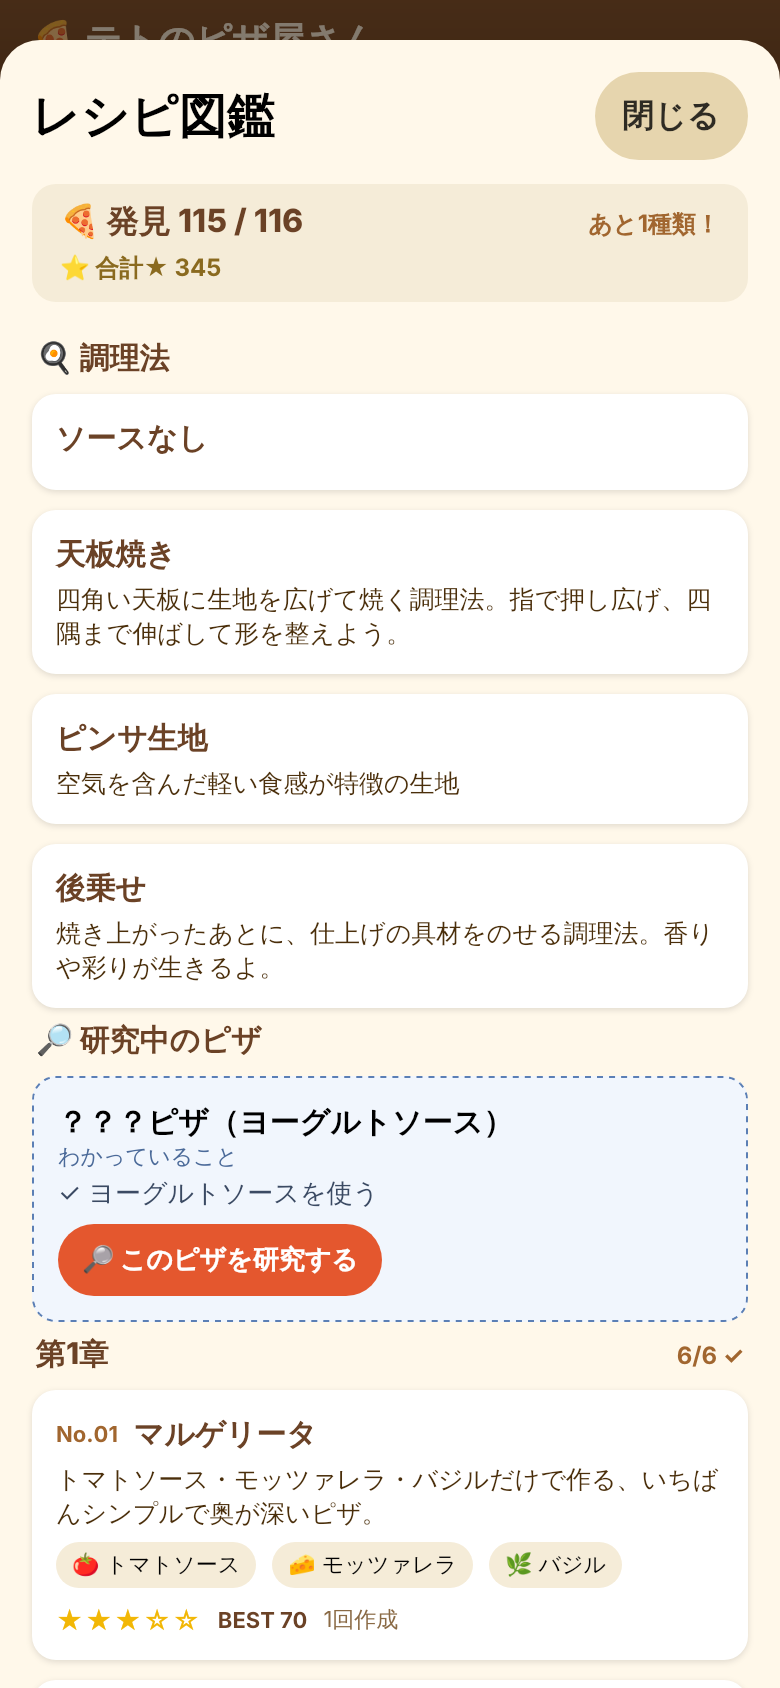 テトのピザ屋さん
レシピ図鑑
閉じる
🍕 発見 115 / 116
あと1種類！
⭐ 合計★ 345
🍳 調理法
ソースなし
天板焼き
四角い天板に生地を広げて焼く調理法。指で押し広げ、四
隅まで伸ばして形を整えよう。
ピンサ生地
空気を含んだ軽い食感が特徴の生地
後乗せ
焼き上がったあとに、仕上げの具材をのせる調理法。香り
や彩りが生きるよ。
🔎 研究中のピザ
？？？ピザ（ヨーグルトソース）
わかっていること
✓ ヨーグルトソースを使う
🔎 このピザを研究する
第1章
6/6 ✓
No.01 マルゲリータ
トマトソース・モッツァレラ・バジルだけで作る、いちば
んシンプルで奥が深いピザ。
🍅 トマトソース 🧀 モッツァレラ 🌿 バジル
★★★☆☆ BEST 70 1回作成